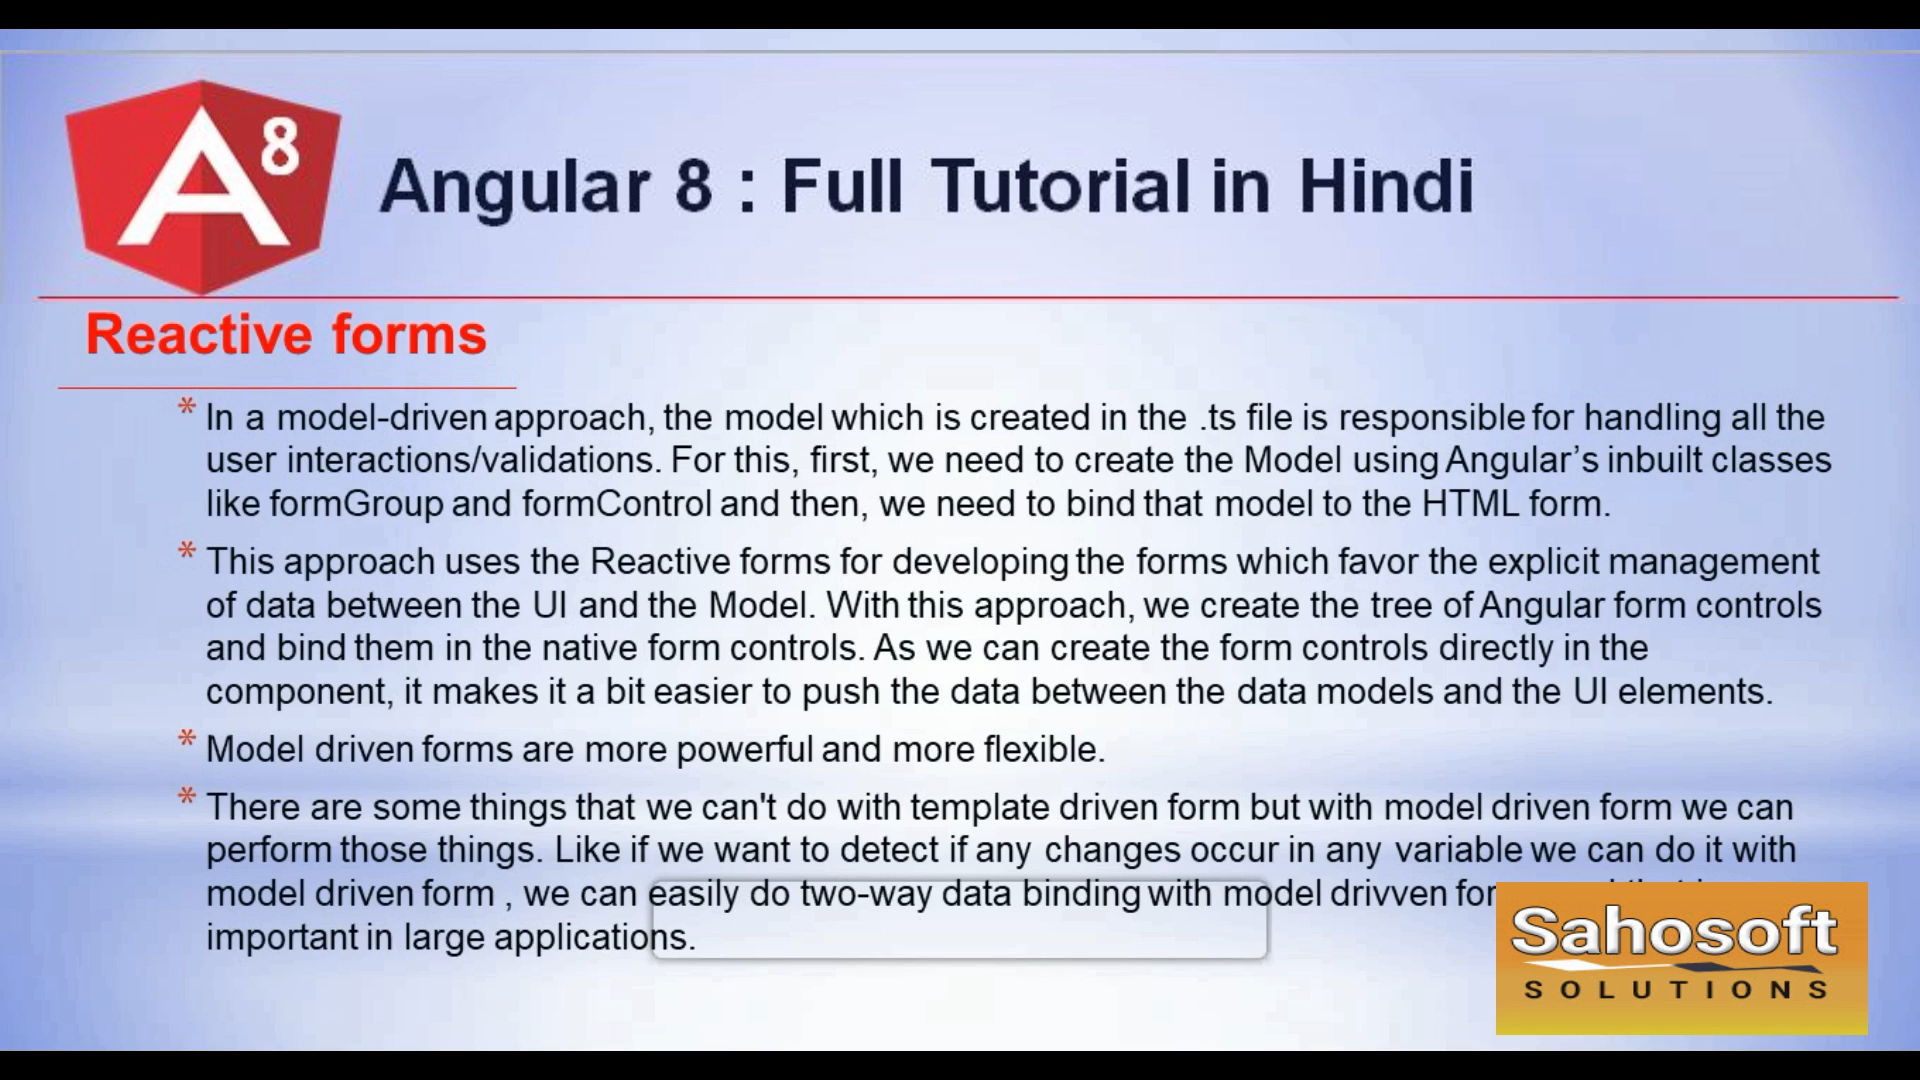 A8
Angular 8 : Full Tutorial in Hindi
Reactive forms
* In a model-driven approach, the model which is created in the .ts file is responsible for handling all the
user interactions/validations. For this, first, we need to create the Model using Angular’s inbuilt classes
like formGroup and formControl and then, we need to bind that model to the HTML form.
* This approach uses the Reactive forms for developing the forms which favor the explicit management
of data between the UI and the Model. With this approach, we create the tree of Angular form controls
and bind them in the native form controls. As we can create the form controls directly in the
component, it makes it a bit easier to push the data between the data models and the UI elements.
* Model driven forms are more powerful and more flexible.
* There are some things that we can't do with template driven form but with model driven form we can
perform those things. Like if we want to detect if any changes occur in any variable we can do it with
model driven form , we can easily do two-way data binding with model drivven
important in large applications.
Sahosoft
SOLUTIONS